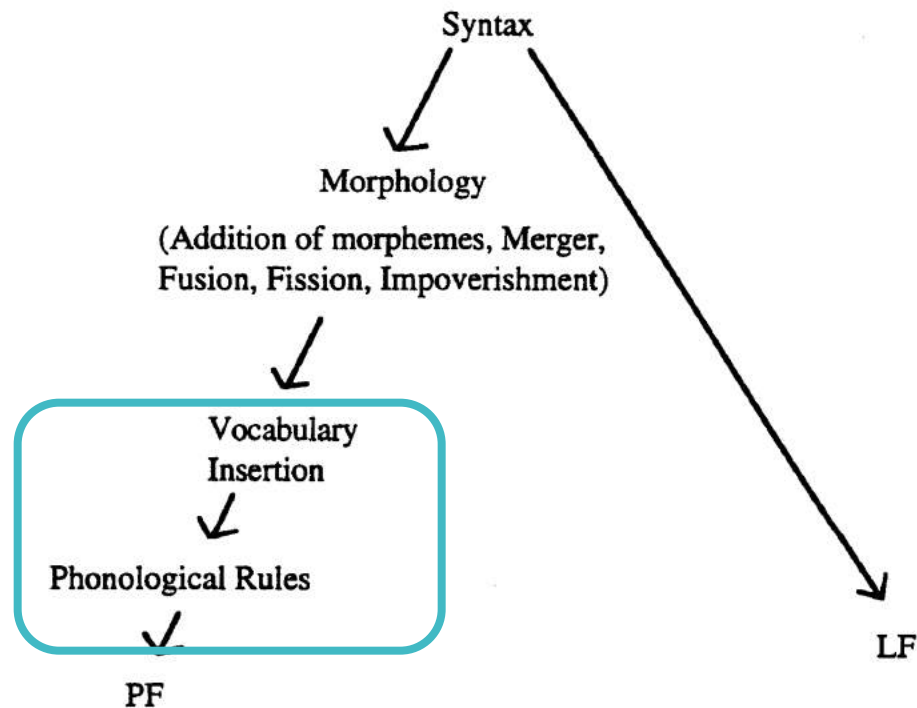 Syntax
Morphology
(Addition of morphemes, Merger,
Fusion, Fission, Impoverishment)
Vocabulary
Insertion
Phonological Rules
LF
PF